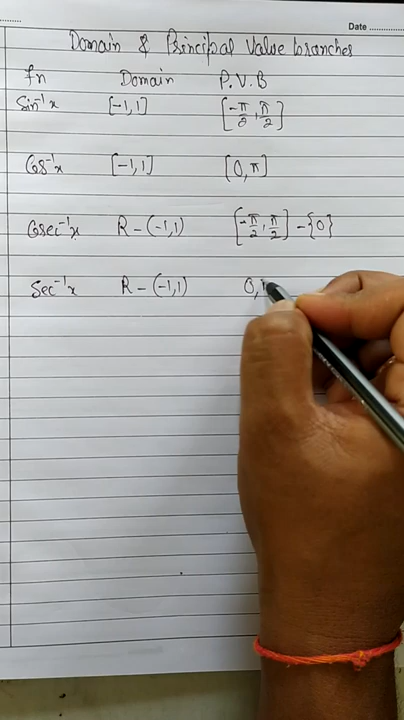 Date
Domain & Principal Value branches
fn Domain P.V.B
Sin⁻¹x [-1,1] [-π/2, π/2]
Cos⁻¹x [-1,1] [0,π]
Cosec⁻¹x R-(-1,1) [-π/2, π/2] -{0}
Sec⁻¹x R-(-1,1) 0,